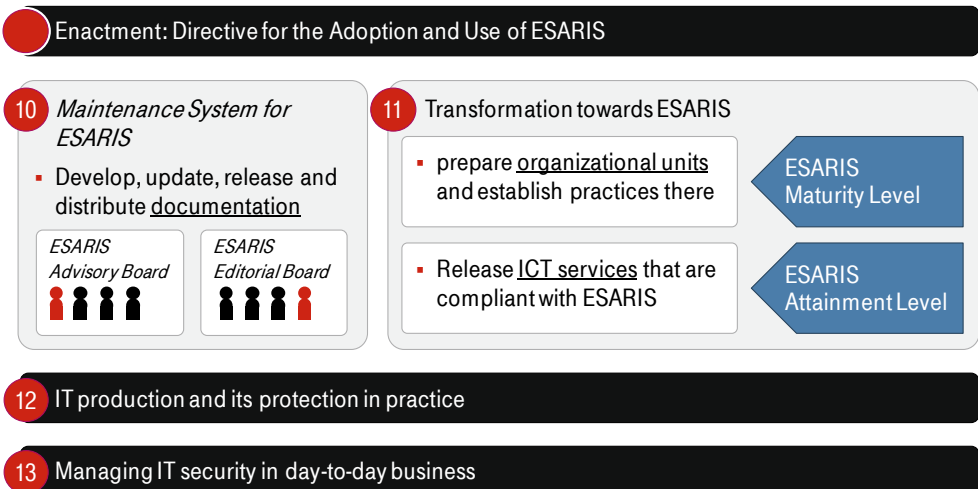 Enactment: Directive for the Adoption and Use of ESARIS
10
Maintenance System for
ESARIS
▪ Develop, update, release and
distribute documentation
ESARIS
Advisory Board
ESARIS
Editorial Board
11
Transformation towards ESARIS
▪ prepare organizational units
and establish practices there
ESARIS
Maturity Level
▪ Release ICT services that are
compliant with ESARIS
ESARIS
Attainment Level
12 IT production and its protection in practice
13 Managing IT security in day-to-day business